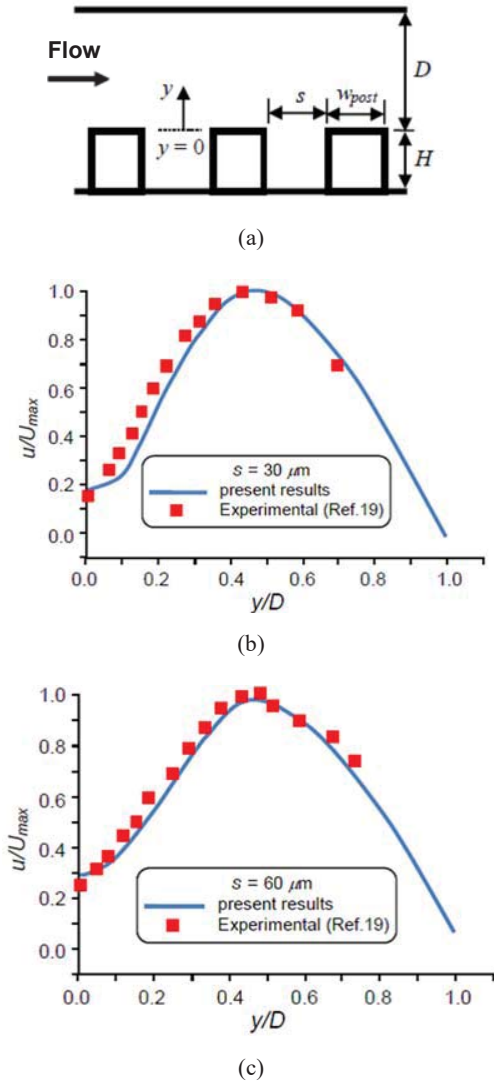 Flow
y
y = 0
s
w_post
D
H
(a)
1.0
0.8
0.6
0.4
0.2
0.0
u/U_max
s = 30 μm
present results
Experimental (Ref.19)
0.0 0.2 0.4 0.6 0.8 1.0
y/D
(b)
1.0
0.8
0.6
0.4
0.2
0.0
u/U_max
s = 60 μm
present results
Experimental (Ref.19)
0.0 0.2 0.4 0.6 0.8 1.0
y/D
(c)